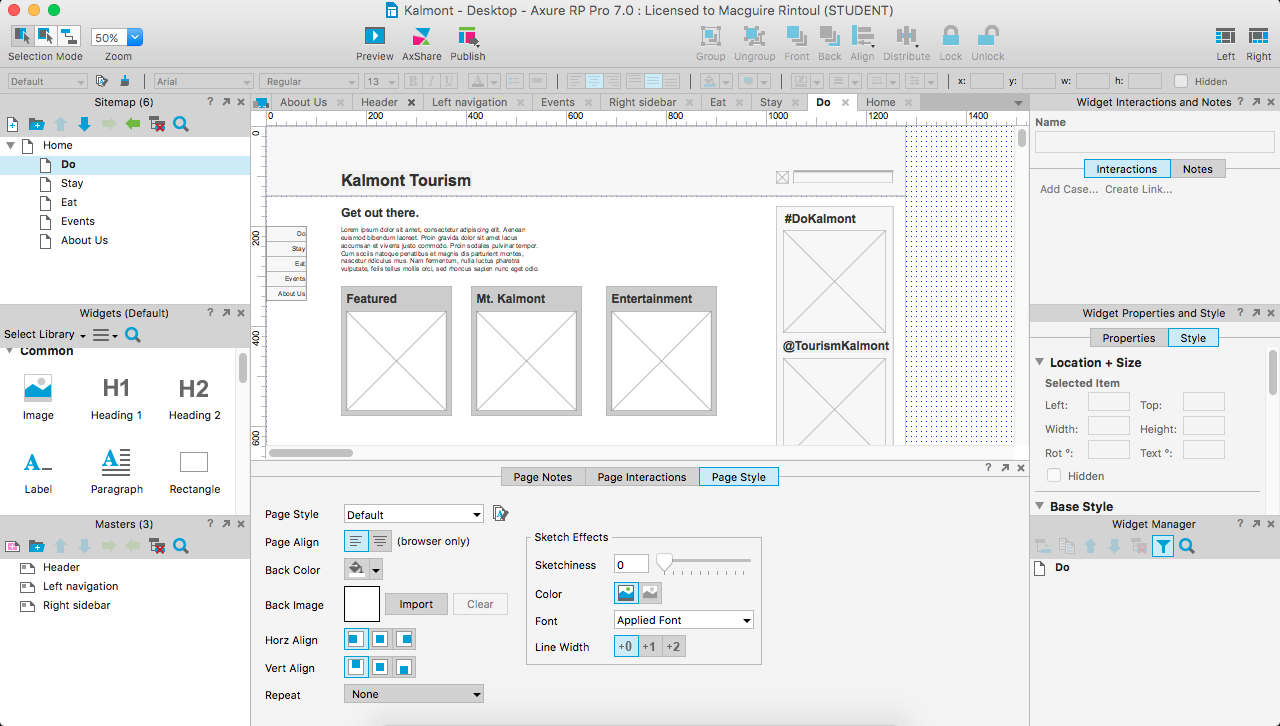 Kalmont - Desktop - Axure RP Pro 7.0 : Licensed to Macguire Rintoul (STUDENT)
50%
Selection Mode Zoom Preview AxShare Publish Group Ungroup Front Back Align Distribute Lock Unlock Left Right
Default Arial Regular 13 B I U A x: y: w: h: Hidden
Sitemap (6)
Home
Do
Stay
Eat
Events
About Us
Widgets (Default)
Select Library
Common
Image
H1
Heading 1
H2
Heading 2
A
Label
A
Paragraph
Rectangle
Masters (3)
Header
Left navigation
Right sidebar
About Us Header Left navigation Events Right sidebar Eat Stay Do Home
0 200 400 600 800 1000 1200 1400
0
200
400
600
Kalmont Tourism
Do
Stay
Eat
Events
About Us
Get out there.
Lorem ipsum dolor sit amet, consectetur adipiscing elit. Aenean
euismod bibendum laoreet. Proin gravida dolor sit amet lacus
accumsan et viverra justo commodo. Proin sodales pulvinar tempor.
Cum sociis natoque penatibus et magnis dis parturient montes,
nascetur ridiculus mus. Nam fermentum, nulla luctus pharetra
vulputate, felis tellus mollis orci, sed rhoncus sapien nunc eget odio.
Featured
Mt. Kalmont
Entertainment
#DoKalmont
@TourismKalmont
Page Notes Page Interactions Page Style
Page Style Default
Page Align (browser only)
Back Color
Back Image Import Clear
Horz Align
Vert Align
Repeat None
Sketch Effects
Sketchiness 0
Color
Font Applied Font
Line Width +0 +1 +2
Widget Interactions and Notes
Name
Interactions Notes
Add Case... Create Link...
Widget Properties and Style
Properties Style
Location + Size
Selected Item
Left: Top:
Width: Height:
Rot °: Text °:
Hidden
Base Style
Widget Manager
Do